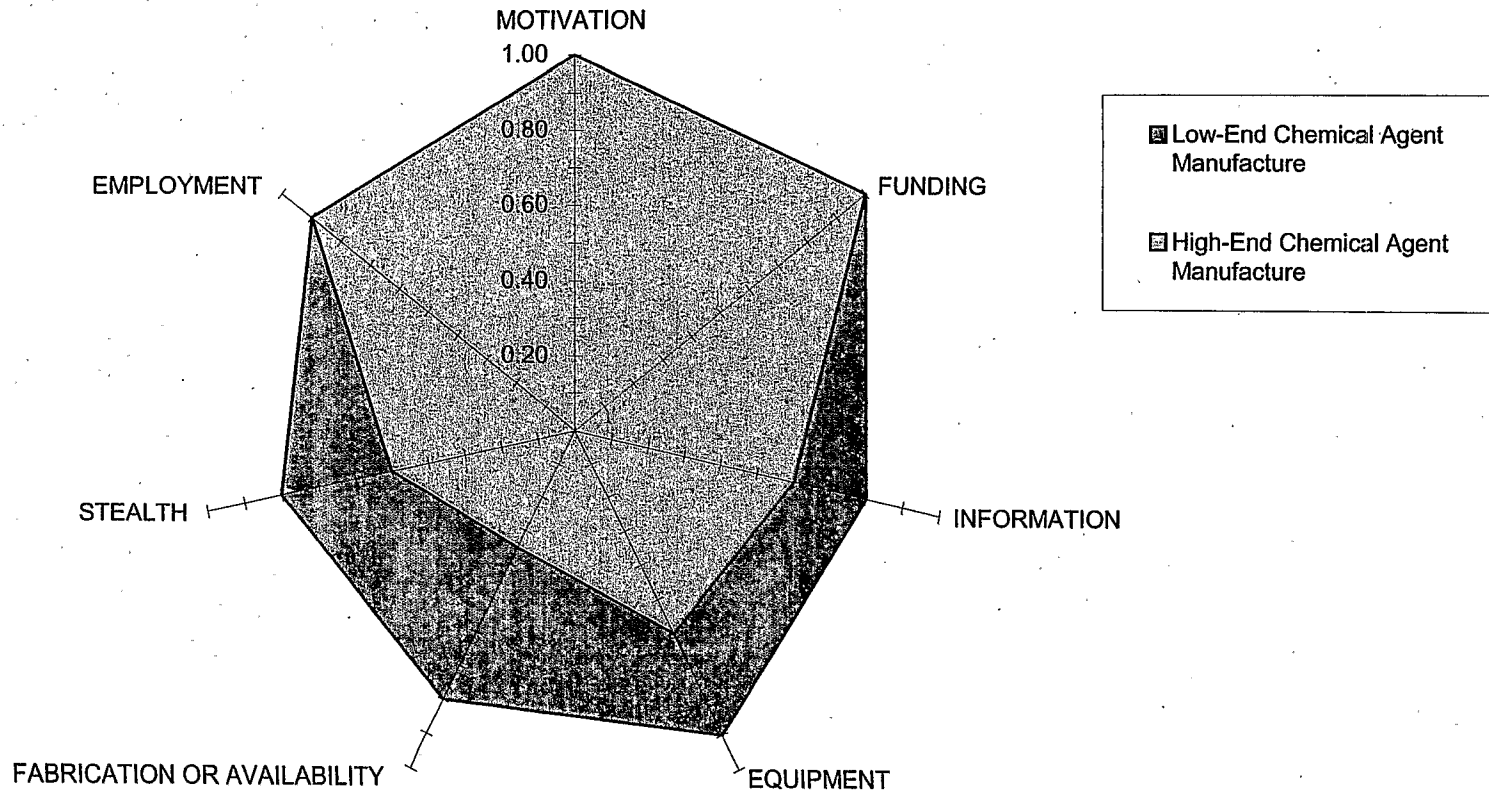 MOTIVATION
1.00
0.80
0.60
0.40
0.20
EMPLOYMENT
FUNDING
STEALTH
INFORMATION
FABRICATION OR AVAILABILITY
EQUIPMENT
Low-End Chemical Agent
Manufacture
High-End Chemical Agent
Manufacture